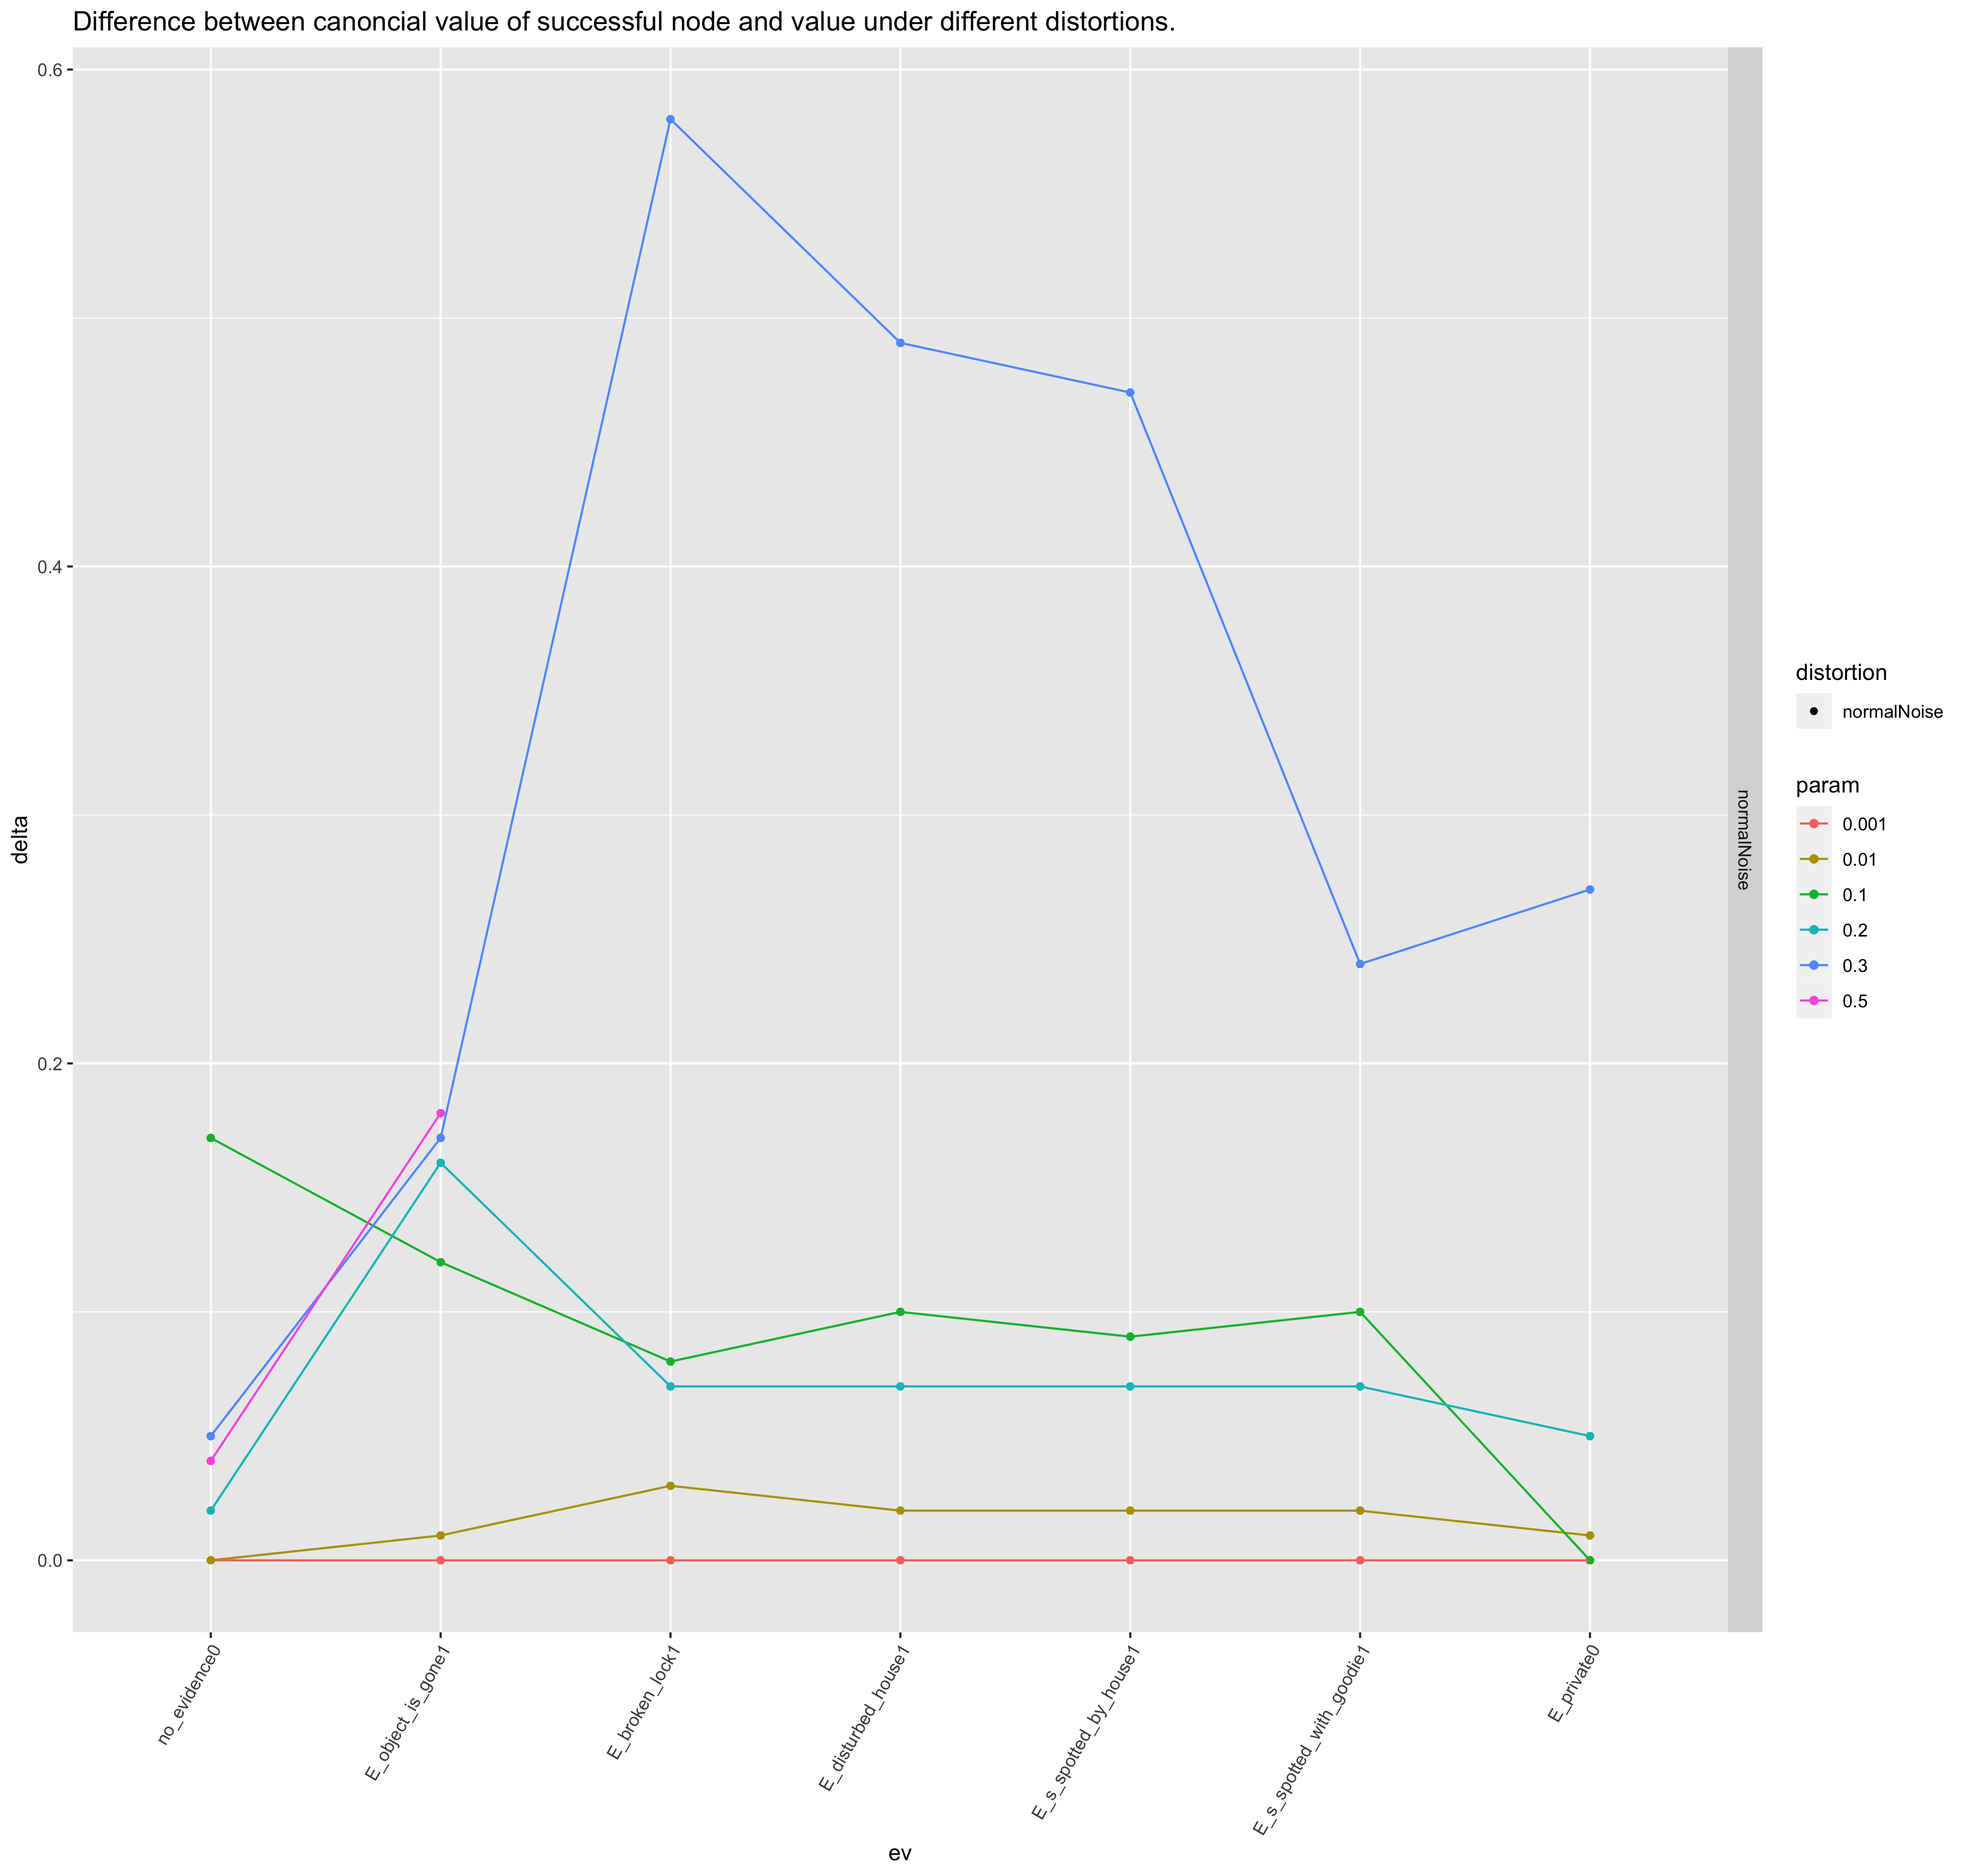 Difference between canoncial value of successful node and value under different distortions.
0.6
0.4
0.2
0.0
delta
normalNoise
no_evidence0
E_object_is_gone1
E_broken_lock1
E_disturbed_house1
E_s_spotted_by_house1
E_s_spotted_with_goodie1
E_private0
ev
distortion
normalNoise
param
0.001
0.01
0.1
0.2
0.3
0.5